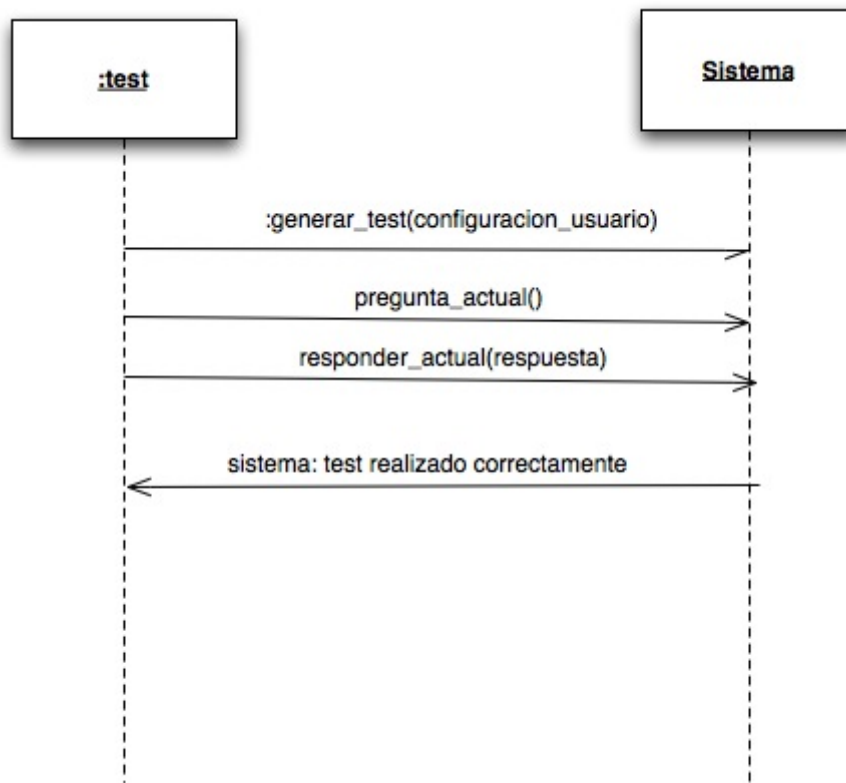 :test
Sistema
:generar_test(configuracion_usuario)
pregunta_actual()
responder_actual(respuesta)
sistema: test realizado correctamente